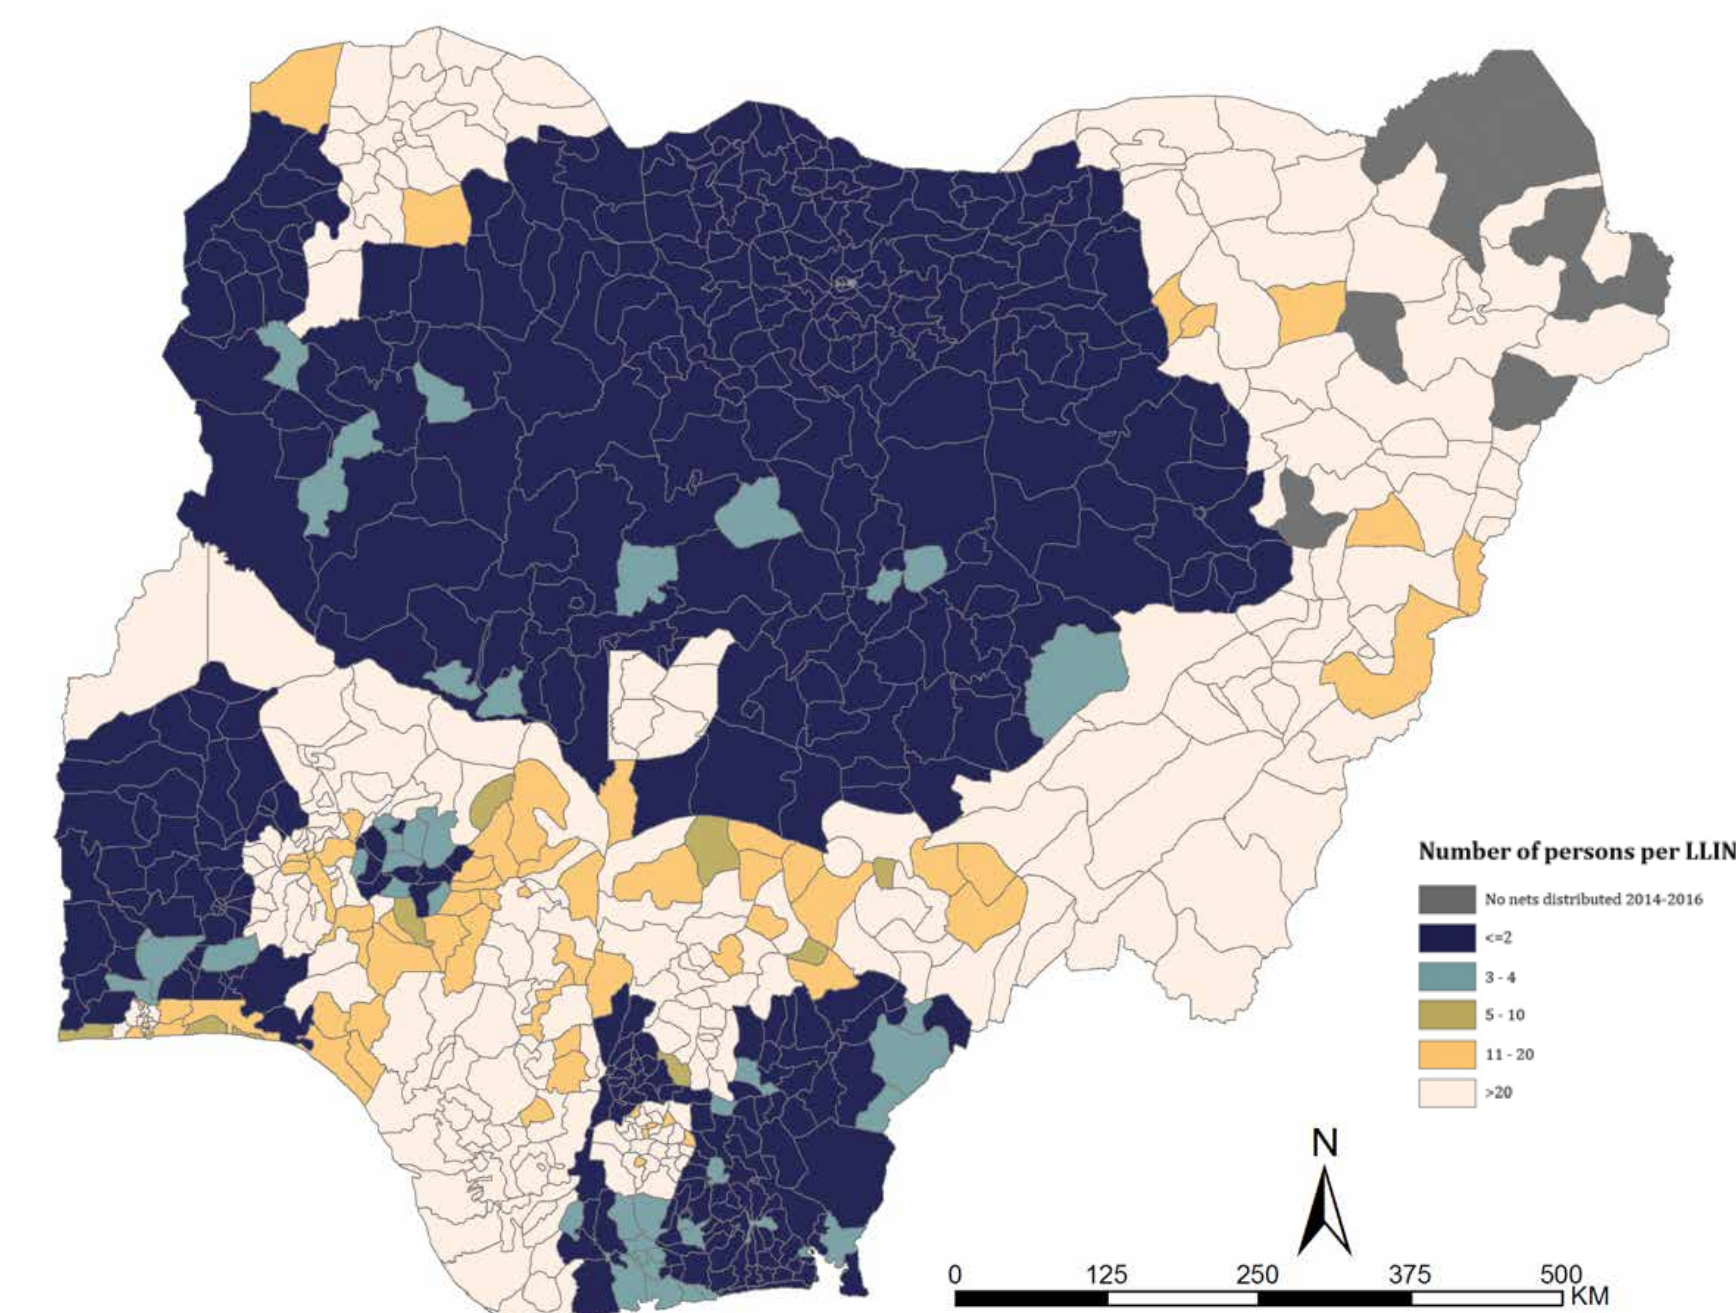 Number of persons per LLIN
No nets distributed 2014-2016
<=2
3 - 4
5 - 10
11 - 20
>20
N
0 125 250 375 500
KM